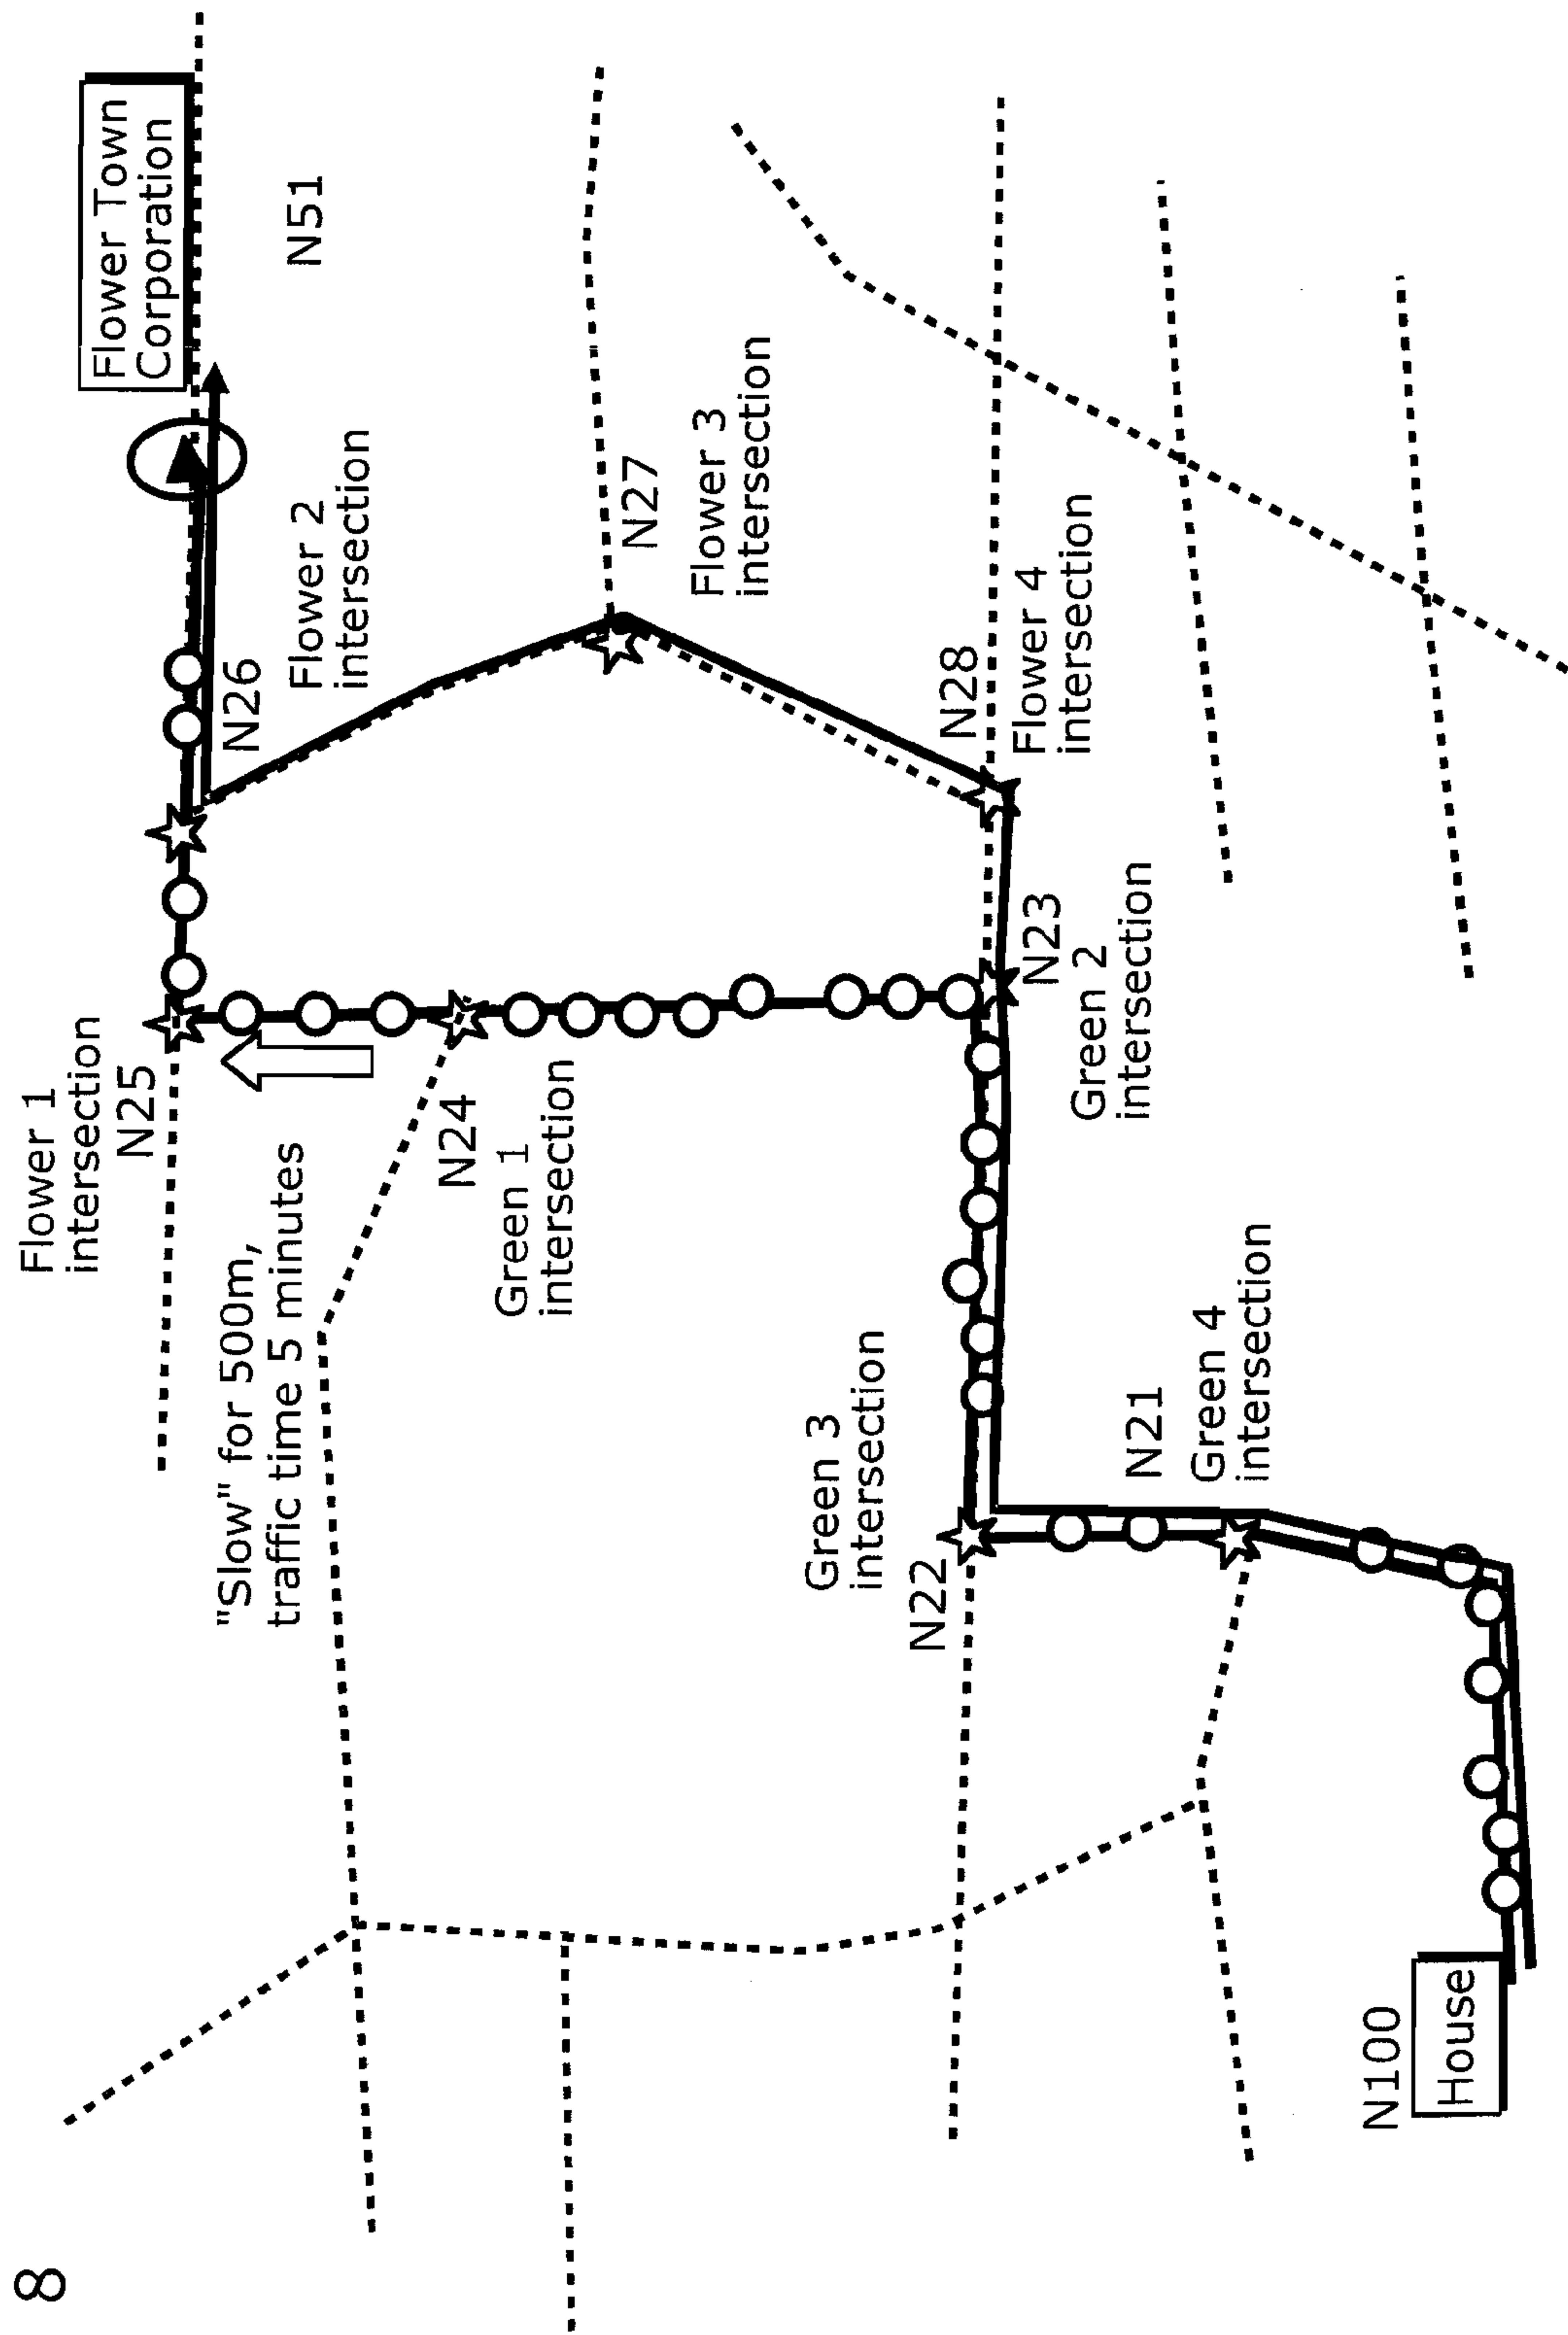 8
Flower 1
intersection
N25
Flower Town
Corporation
"Slow" for 500m,
traffic time 5 minutes
N26
N51
Flower 2
intersection
N24
Green 1
intersection
N27
Flower 3
intersection
Green 3
intersection
N22
N28
Flower 4
intersection
N23
Green 2
intersection
N21
Green 4
intersection
N100
House